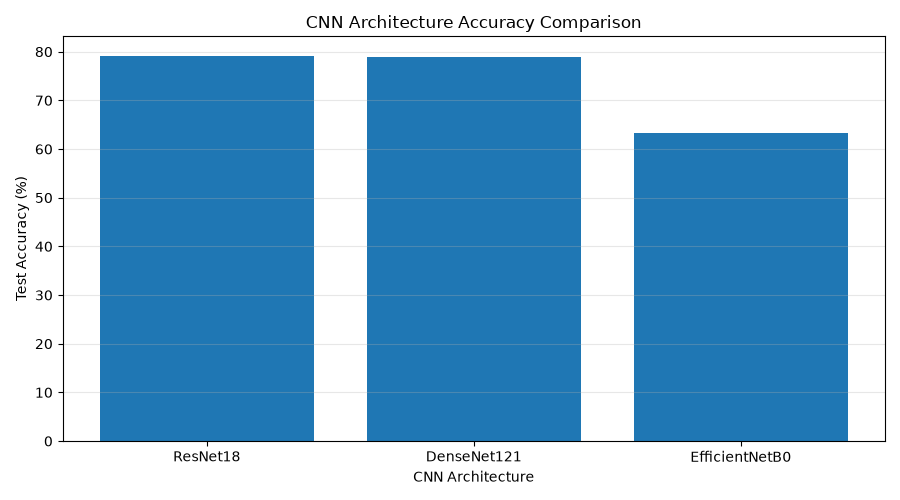 CNN Architecture Accuracy Comparison
Test Accuracy (%)
80
70
60
50
40
30
20
10
0
ResNet18 DenseNet121 EfficientNetB0
CNN Architecture